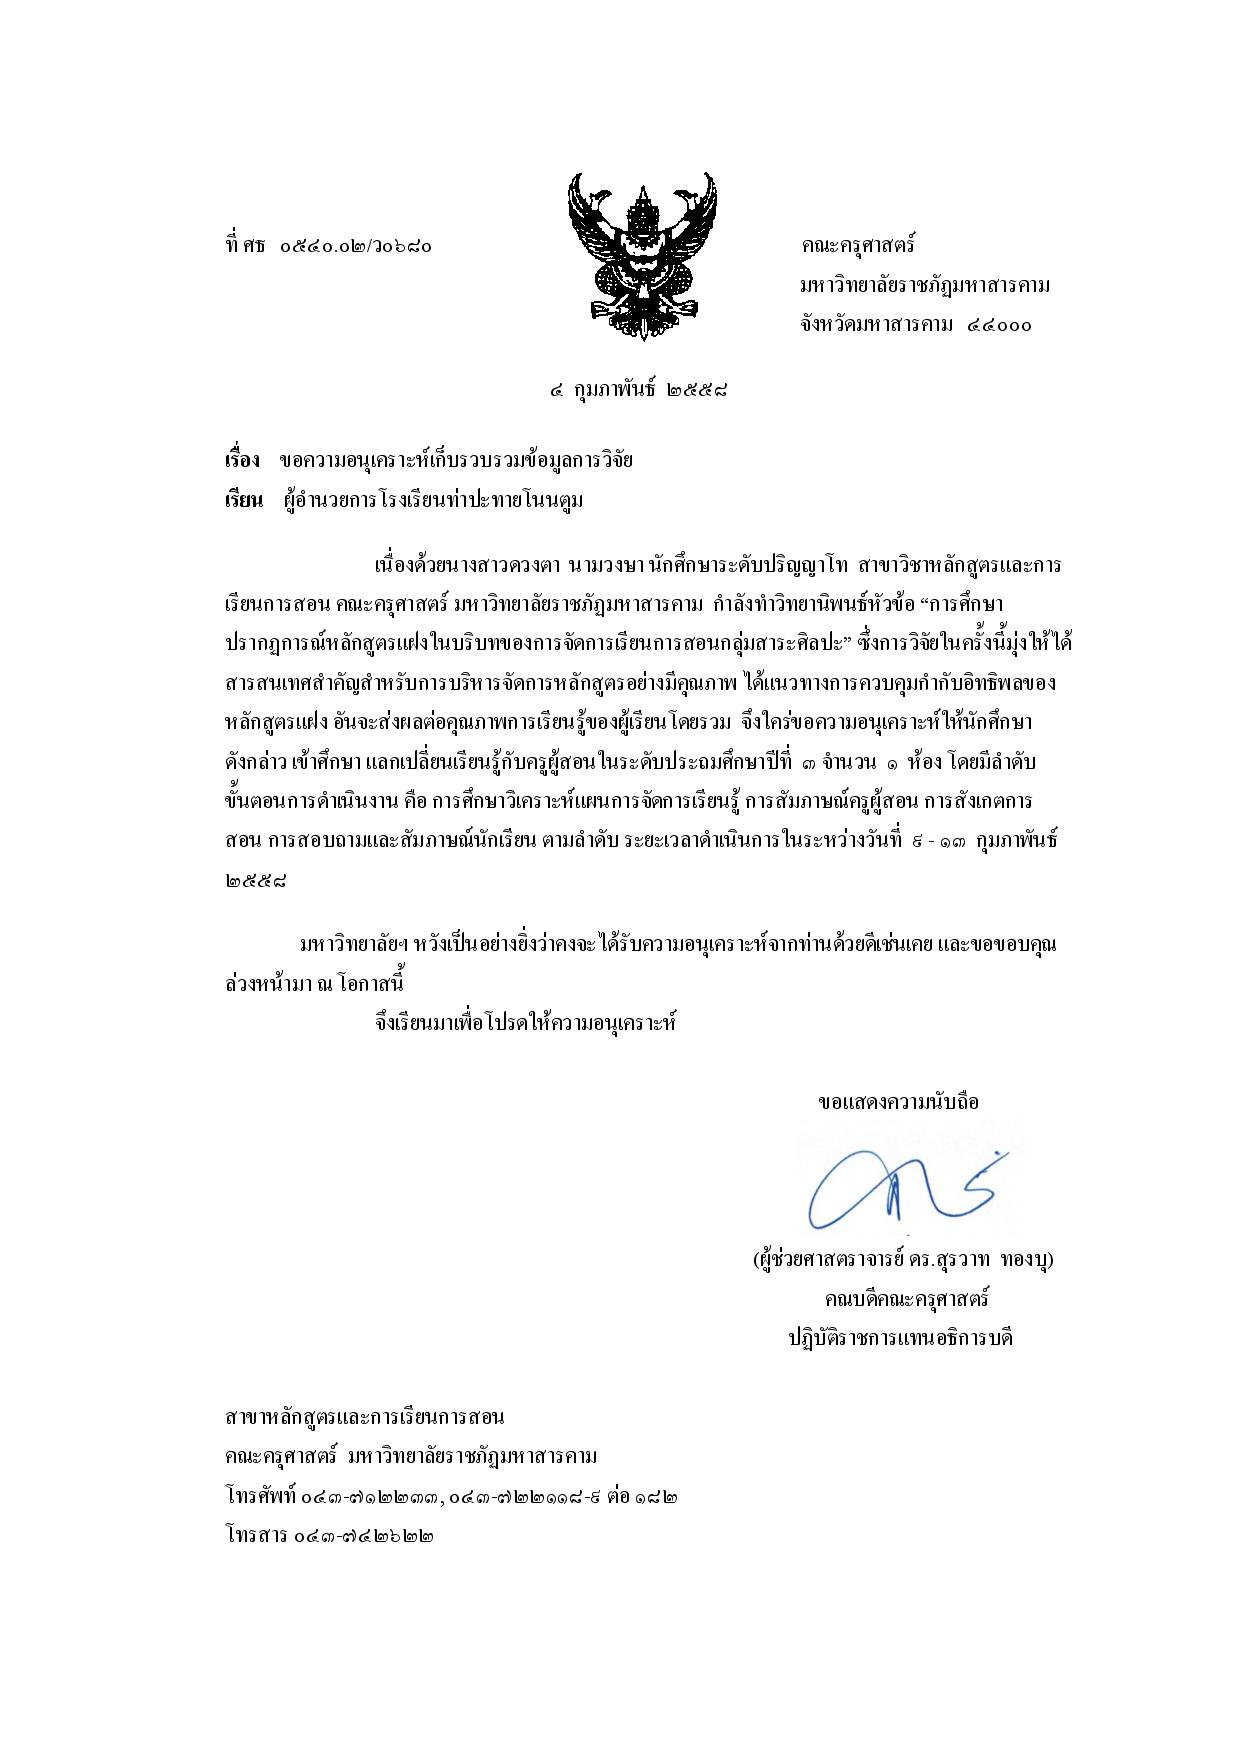 ที่ ศธ ๐๕๔๐.๐๒/ว๐๖๘๐
คณะครุศาสตร์
มหาวิทยาลัยราชภัฏมหาสารคาม
จังหวัดมหาสารคาม ๔๔๐๐๐
๔ กุมภาพันธ์ ๒๕๕๘
เรื่อง ขอความอนุเคราะห์เก็บรวบรวมข้อมูลการวิจัย
เรียน ผู้อำนวยการโรงเรียนท่าปะทายโนนตูม
เนื่องด้วยนางสาวดวงตา นามวงษา นักศึกษาระดับปริญญาโท สาขาวิชาหลักสูตรและการ
เรียนการสอน คณะครุศาสตร์ มหาวิทยาลัยราชภัฏมหาสารคาม กำลังทำวิทยานิพนธ์หัวข้อ “การศึกษา
ปรากฏการณ์หลักสูตรแฝงในบริบทของการจัดการเรียนการสอนกลุ่มสาระศิลปะ” ซึ่งการวิจัยในครั้งนี้มุ่งให้ได้
สารสนเทศสำคัญสำหรับการบริหารจัดการหลักสูตรอย่างมีคุณภาพ ได้แนวทางการควบคุมกำกับอิทธิพลของ
หลักสูตรแฝง อันจะส่งผลต่อคุณภาพการเรียนรู้ของผู้เรียนโดยรวม จึงใคร่ขอความอนุเคราะห์ให้นักศึกษา
ดังกล่าว เข้าศึกษา แลกเปลี่ยนเรียนรู้กับครูผู้สอนในระดับประถมศึกษาปีที่ ๓ จำนวน ๑ ห้อง โดยมีลำดับ
ขั้นตอนการดำเนินงาน คือ การศึกษาวิเคราะห์แผนการจัดการเรียนรู้ การสัมภาษณ์ครูผู้สอน การสังเกตการ
สอน การสอบถามและสัมภาษณ์นักเรียน ตามลำดับ ระยะเวลาดำเนินการในระหว่างวันที่ ๙ - ๑๓ กุมภาพันธ์
๒๕๕๘
มหาวิทยาลัยฯ หวังเป็นอย่างยิ่งว่าคงจะได้รับความอนุเคราะห์จากท่านด้วยดีเช่นเคย และขอขอบคุณ
ล่วงหน้ามา ณ โอกาสนี้
จึงเรียนมาเพื่อโปรดให้ความอนุเคราะห์
ขอแสดงความนับถือ
(ผู้ช่วยศาสตราจารย์ ดร.สุรวาท ทองบุ)
คณบดีคณะครุศาสตร์
ปฏิบัติราชการแทนอธิการบดี
สาขาหลักสูตรและการเรียนการสอน
คณะครุศาสตร์ มหาวิทยาลัยราชภัฏมหาสารคาม
โทรศัพท์ ๐๔๓-๗๑๒๒๓๓, ๐๔๓-๗๒๒๑๑๘-๙ ต่อ ๑๘๒
โทรสาร ๐๔๓-๗๔๒๖๒๒